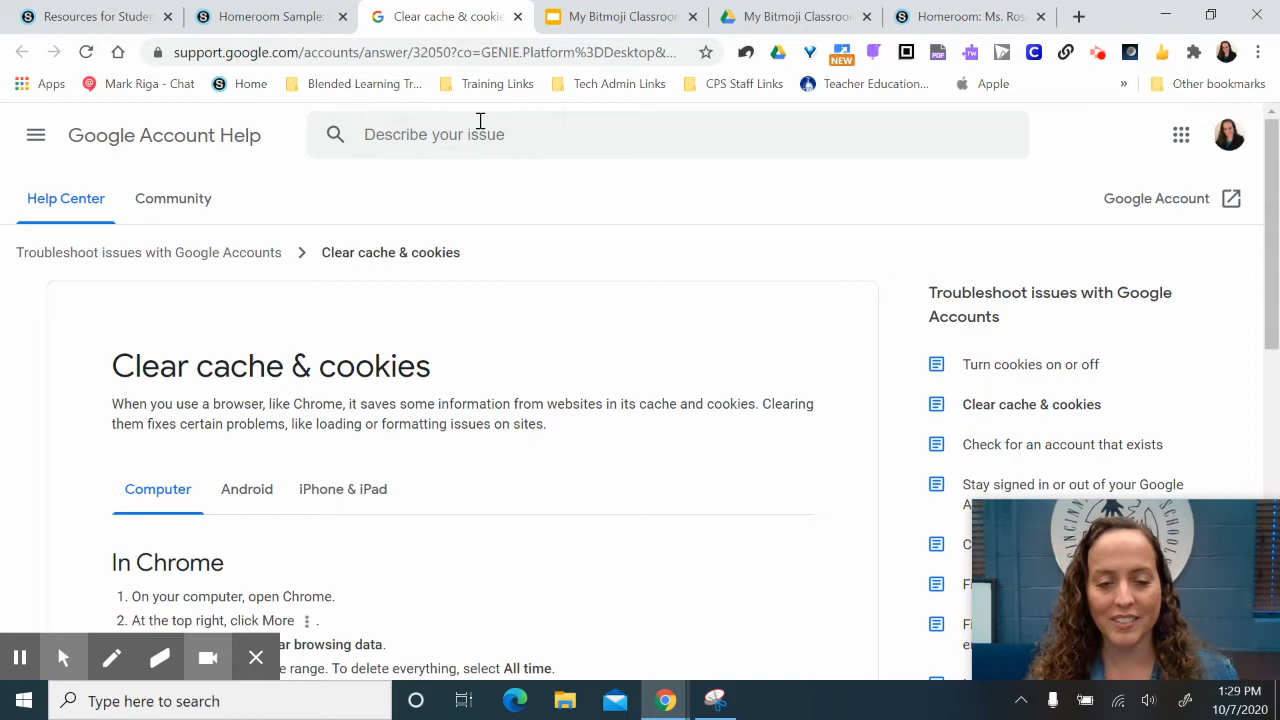 Resources for Studen
Homeroom Sample:
Clear cache & cookie
My Bitmoji Classroom
My Bitmoji Classroom
Homeroom: Ms. Ros
support.google.com/accounts/answer/32050?co=GENIE.Platform%3DDesktop&...
NEW
PDF
rw
C
Apps
Mark Riga - Chat
Home
Blended Learning Tr...
Training Links
Tech Admin Links
CPS Staff Links
Teacher Education...
Apple
»
Other bookmarks
Google Account Help
Describe your issue
Help Center
Community
Google Account
Troubleshoot issues with Google Accounts
Clear cache & cookies
Troubleshoot issues with Google
Accounts
Clear cache & cookies
When you use a browser, like Chrome, it saves some information from websites in its cache and cookies. Clearing
them fixes certain problems, like loading or formatting issues on sites.
Turn cookies on or off
Clear cache & cookies
Check for an account that exists
Stay signed in or out of your Google
Computer
Android
iPhone & iPad
In Chrome
1. On your computer, open Chrome.
2. At the top right, click More .
ar browsing data.
e range. To delete everything, select All time.
CINCINN
SCHOOLS
Type here to search
1:29 PM
10/7/2020